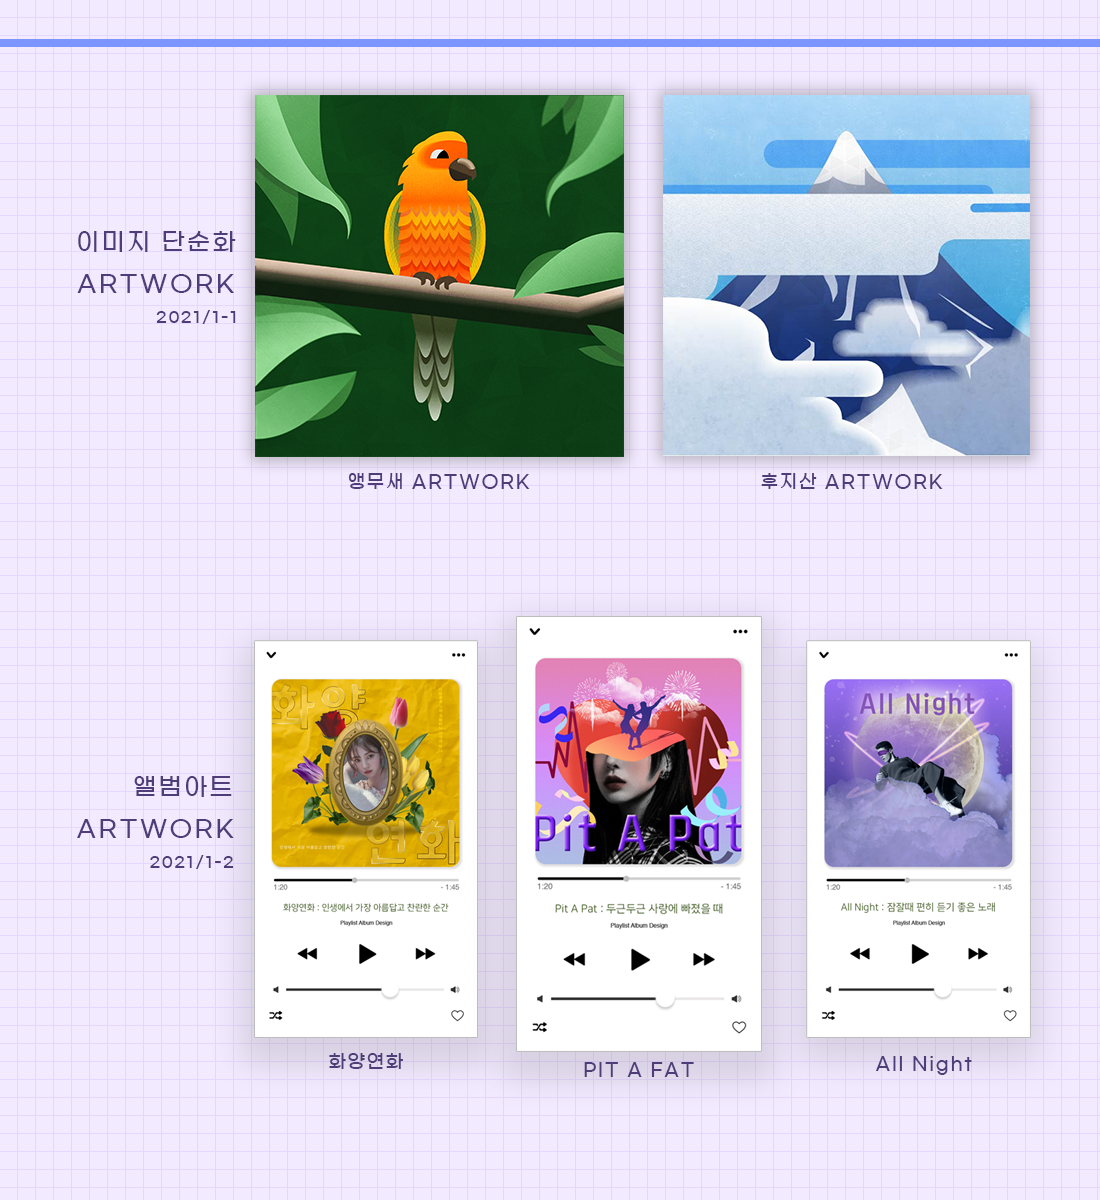 이미지 단순화
ARTWORK
2021/1-1
앵무새 ARTWORK
후지산 ARTWORK
앨범아트
ARTWORK
2021/1-2
화양
연화
1:20
- 1:45
화양연화 : 인생에서 가장 아름답고 찬란한 순간
Playlist Album Design
화양연화
Pit A Pat
1:20
- 1:45
Pit A Pat : 두근두근 사랑에 빠졌을 때
Playlist Album Design
PIT A FAT
All Night
1:20
- 1:45
All Night : 잠잘때 편히 듣기 좋은 노래
Playlist Album Design
All Night